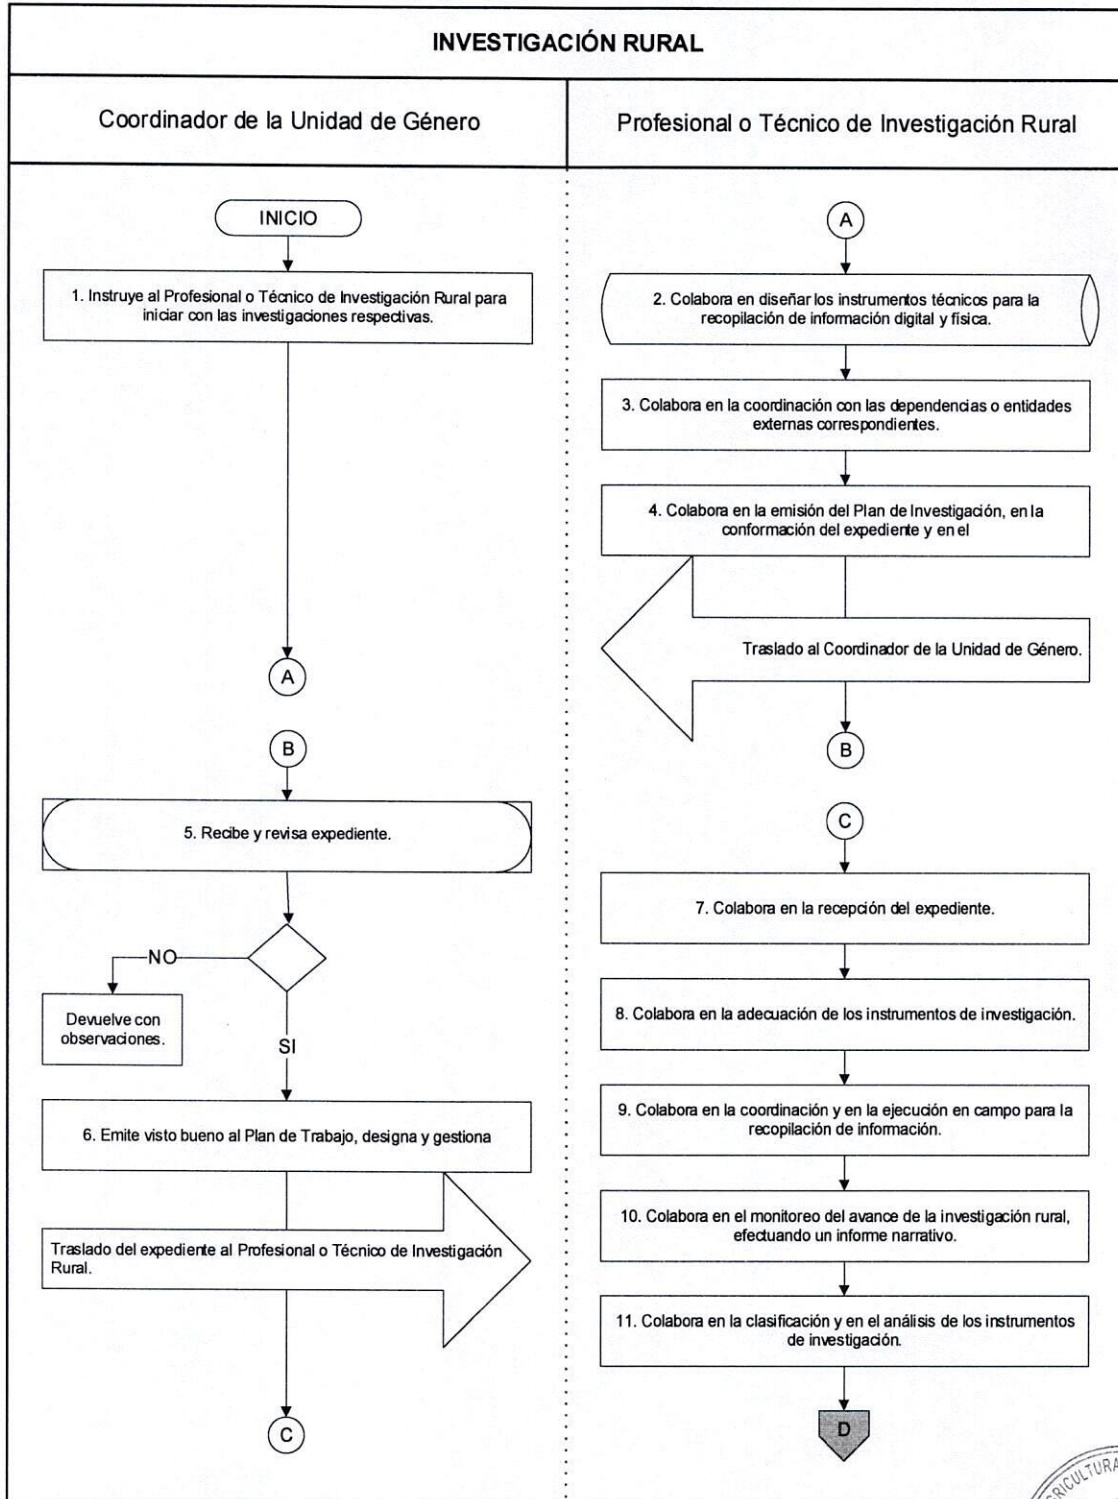 INVESTIGACIÓN RURAL
Coordinador de la Unidad de Género
Profesional o Técnico de Investigación Rural
INICIO
1. Instruye al Profesional o Técnico de Investigación Rural para
iniciar con las investigaciones respectivas.
A
B
5. Recibe y revisa expediente.
NO
Devuelve con
observaciones.
SI
6. Emite visto bueno al Plan de Trabajo, designa y gestiona
Traslado del expediente al Profesional o Técnico de Investigación
Rural.
C
A
2. Colabora en diseñar los instrumentos técnicos para la
recopilación de información digital y física.
3. Colabora en la coordinación con las dependencias o entidades
externas correspondientes.
4. Colabora en la emisión del Plan de Investigación, en la
conformación del expediente y en el
Traslado al Coordinador de la Unidad de Género.
B
C
7. Colabora en la recepción del expediente.
8. Colabora en la adecuación de los instrumentos de investigación.
9. Colabora en la coordinación y en la ejecución en campo para la
recopilación de información.
10. Colabora en el monitoreo del avance de la investigación rural,
efectuando un informe narrativo.
11. Colabora en la clasificación y en el análisis de los instrumentos
de investigación.
D